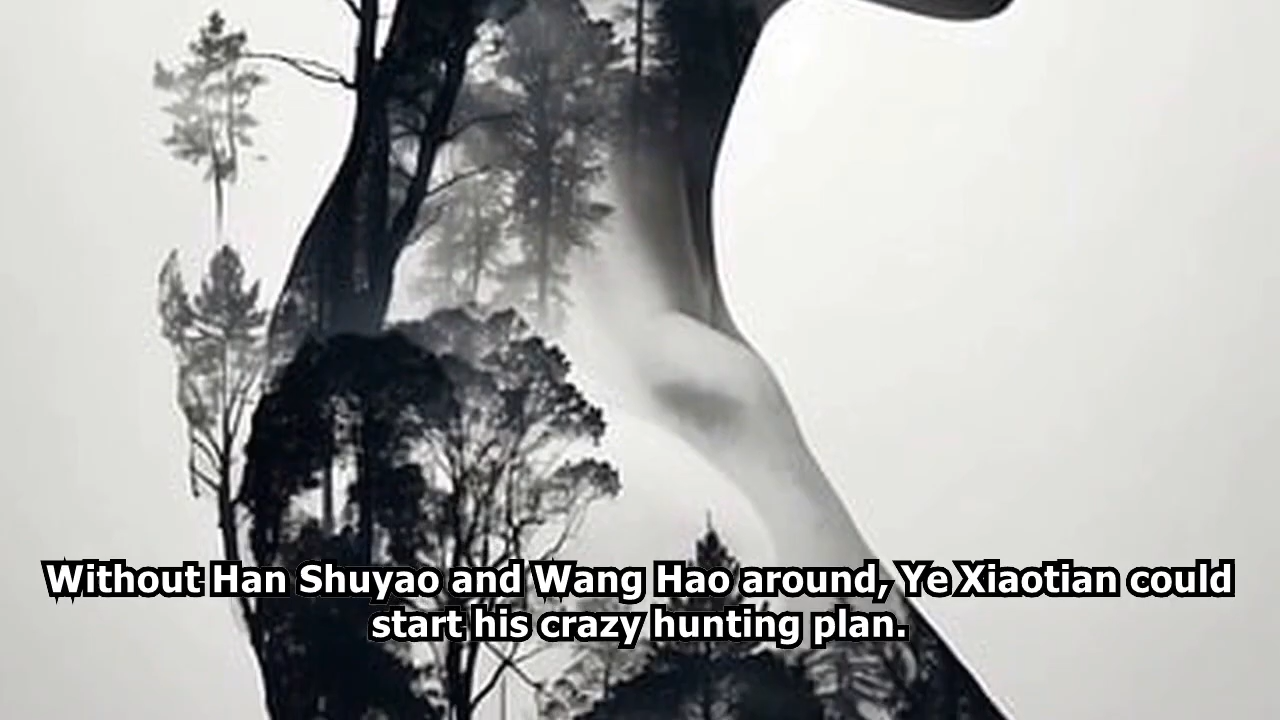 Without Han Shuyao and Wang Hao around, Ye Xiaotian could
start his crazy hunting plan.